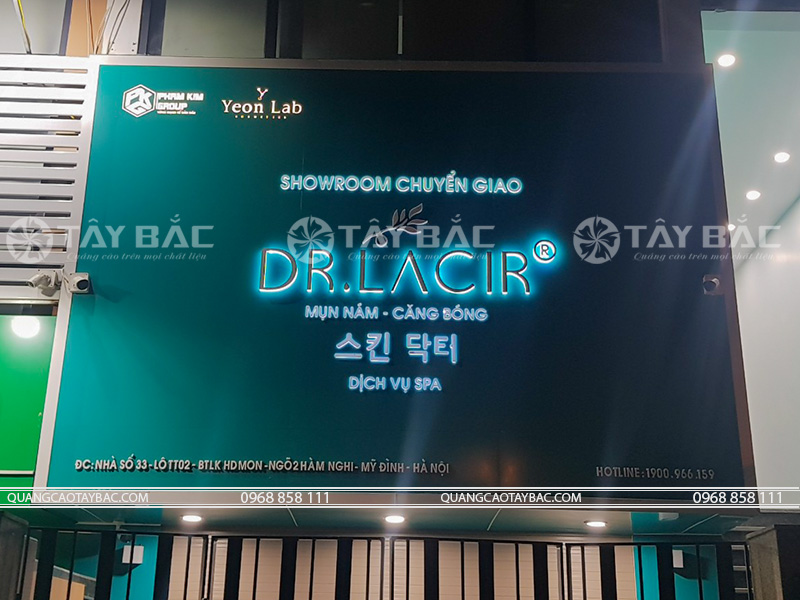 PHAM KIM
GROUP
Yeon Lab
COSMETICS
SHOWROOM CHUYỂN GIAO
DR.LACIR®
MỤN NÁM - CĂNG BÓNG
스킨 닥터
DỊCH VỤ SPA
ĐC: NHÀ SỐ 33 - LÔ TT02 - BTLK HDMON - NGÕ 2 HÀM NGHI - MỸ ĐÌNH - HÀ NỘI
HOTLINE: 1900.966.159
TÂY BẮC TÂY BẮC TÂY BẮC
Quảng cáo trên mọi chất liệu Quảng cáo trên mọi chất liệu Quảng cáo trên mọi chất liệu
QUANGCAOTAYBAC.COM 0968 858 111 QUANGCAOTAYBAC.COM 0968 858 111